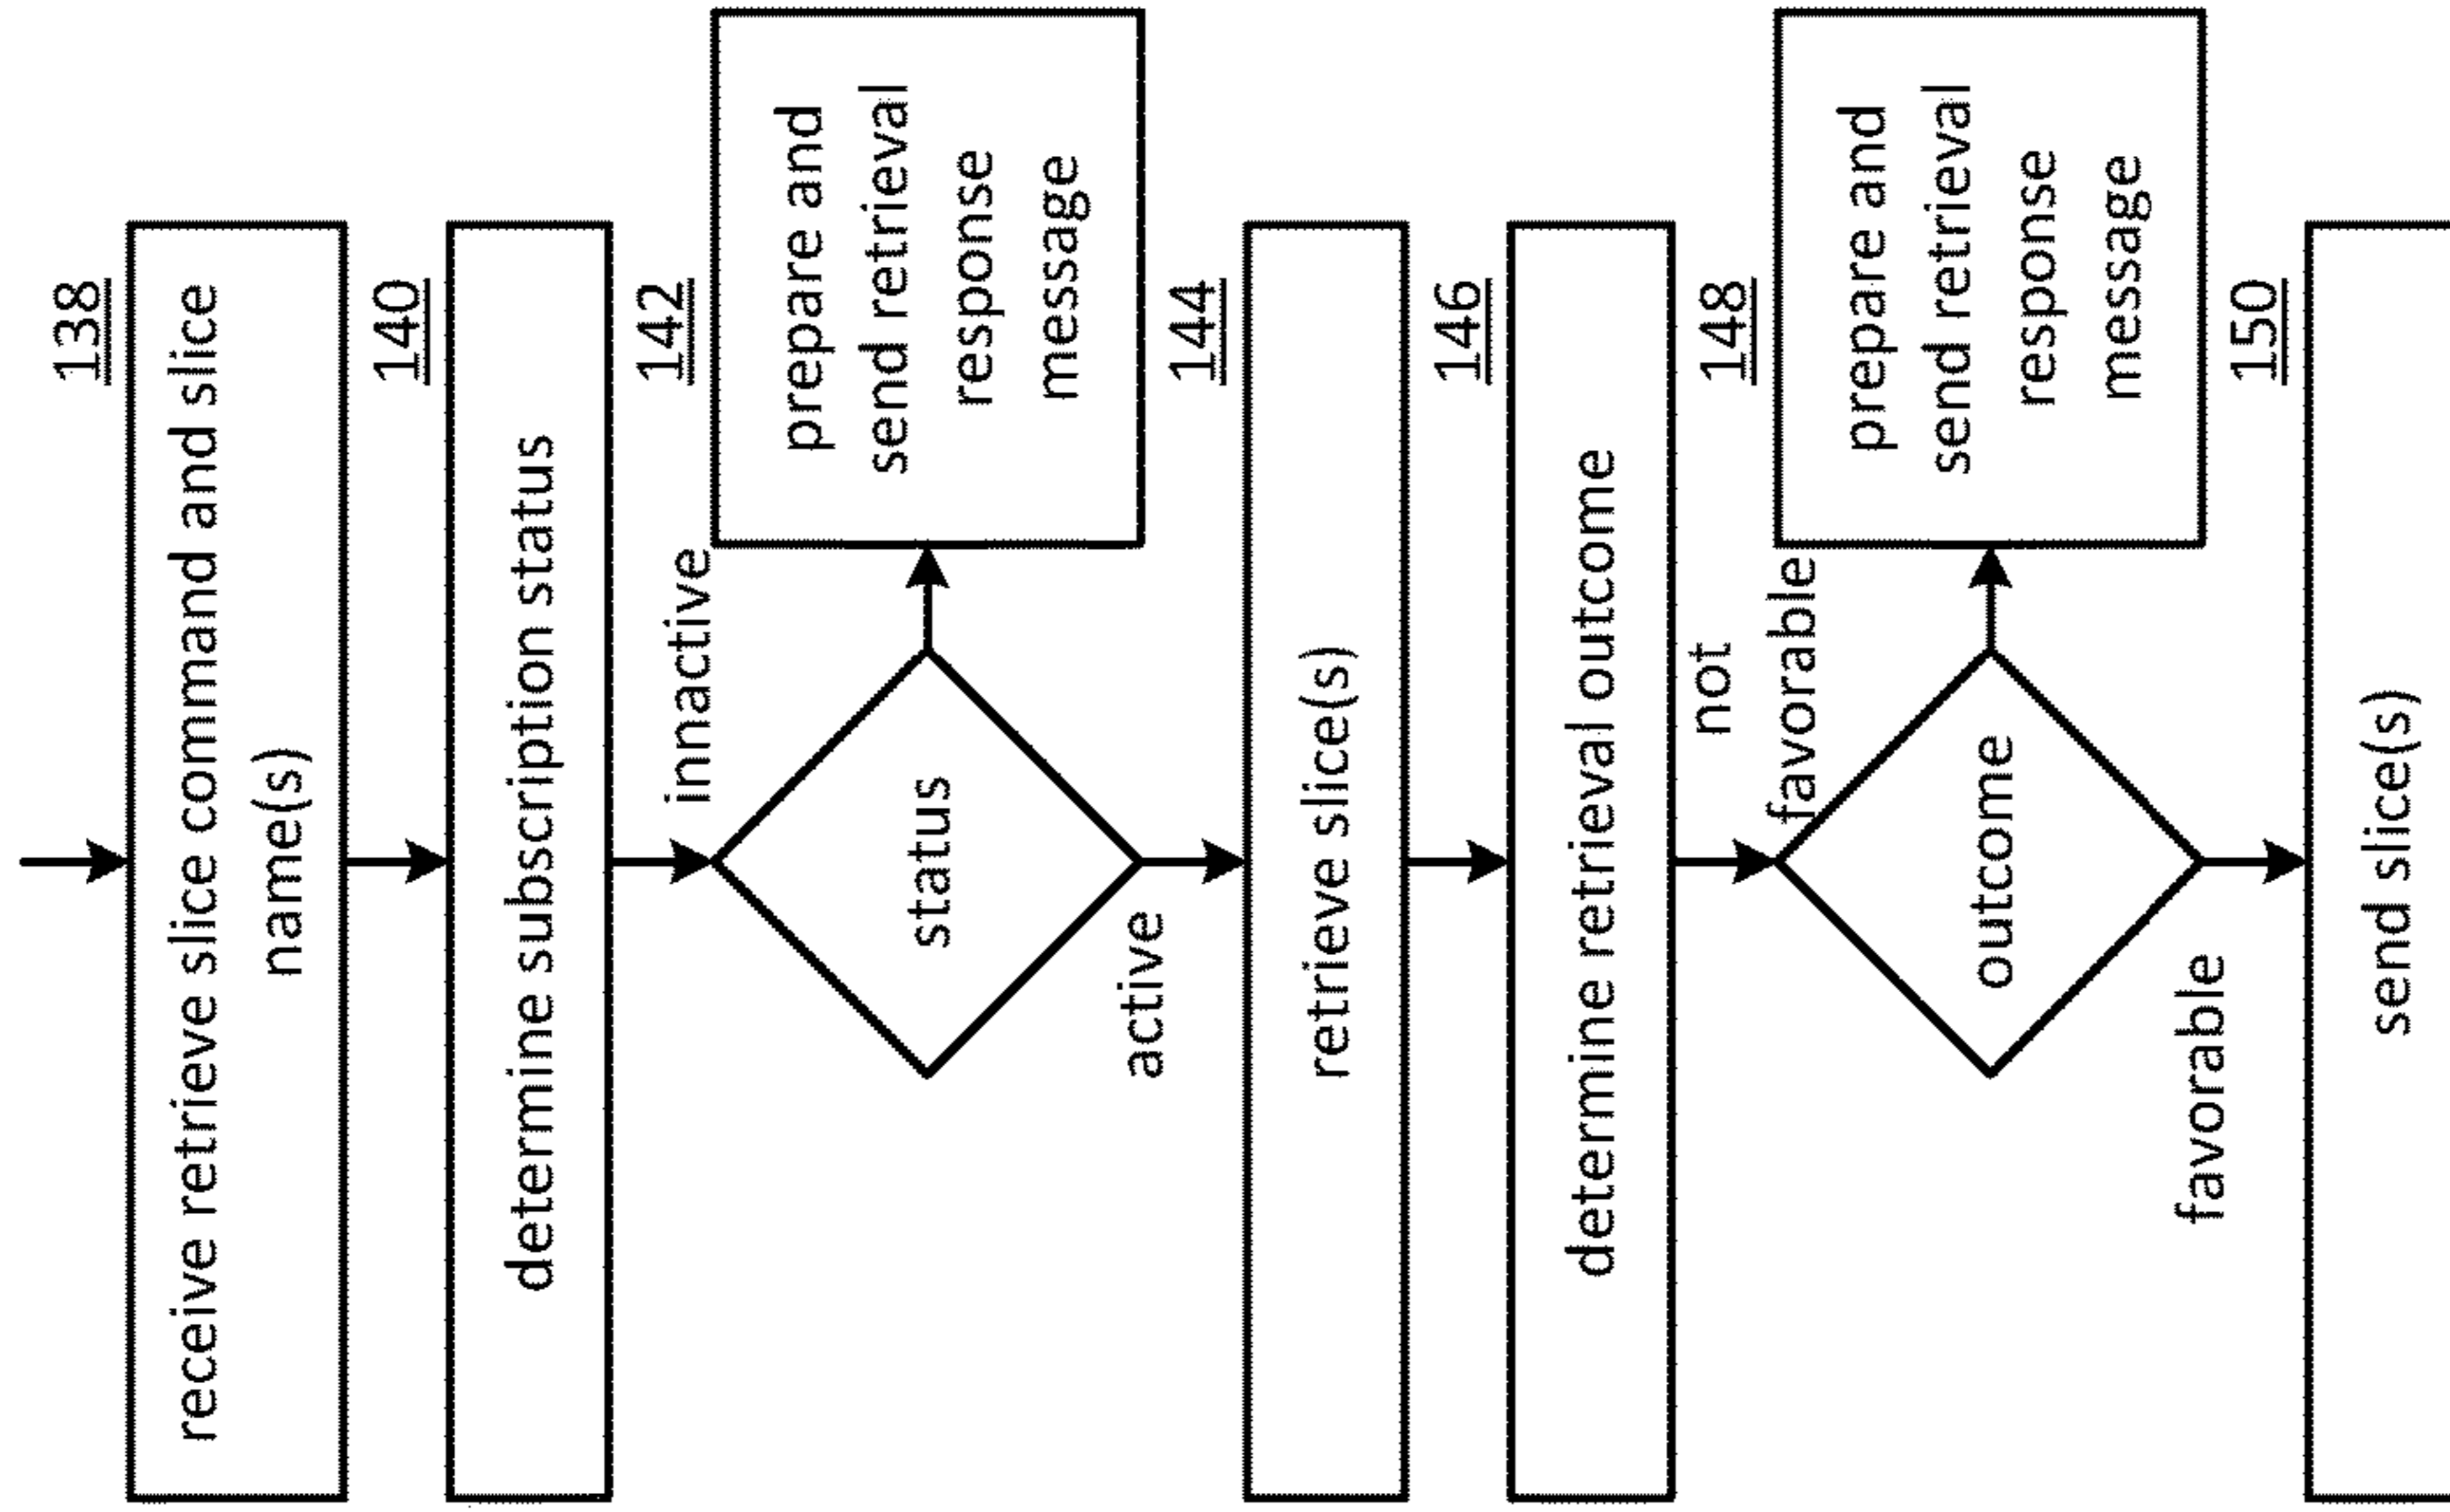 138
receive retrieve slice command and slice
name(s)
140
determine subscription status
142
innactive
status
prepare and
send retrieval
response
message
active
144
retrieve slice(s)
146
determine retrieval outcome
148
not
favorable
outcome
prepare and
send retrieval
response
message
favorable
150
send slice(s)